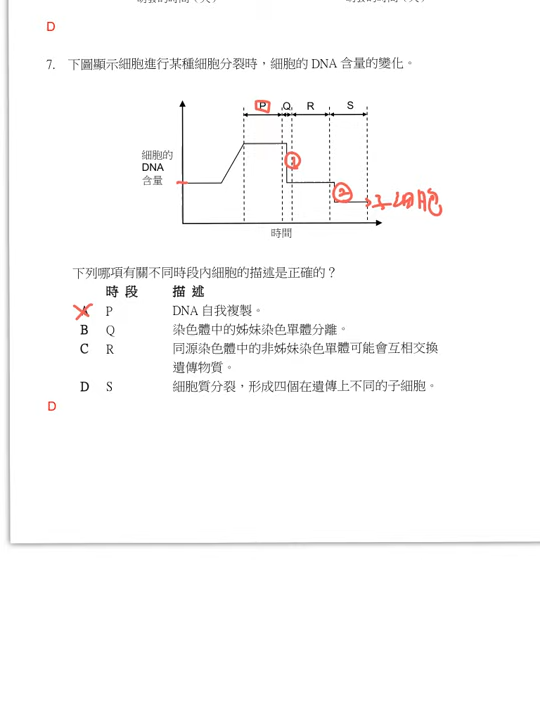 D
7. 下圖顯示細胞進行某種細胞分裂時，細胞的 DNA 含量的變化。
P Q R S
細胞的
DNA
含量
①
②
子細胞
時間
下列哪項有關不同時段內細胞的描述是正確的？
時 段 描 述
A P DNA 自我複製。
B Q 染色體中的姊妹染色單體分離。
C R 同源染色體中的非姊妹染色單體可能會互相交換
遺傳物質。
D S 細胞質分裂，形成四個在遺傳上不同的子細胞。
D